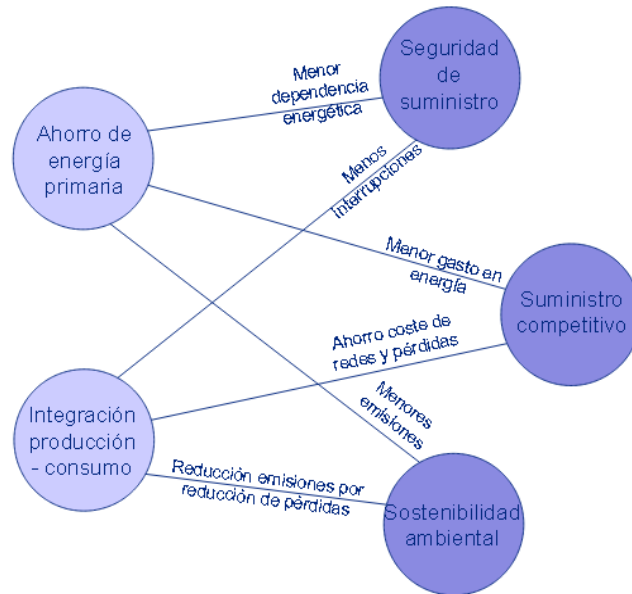 Seguridad
de
suministro
Menor
dependencia
energética
Ahorro de
energía
primaria
Menos
interrupciones
Menor gasto en
energía
Suministro
competitivo
Ahorro coste de
redes y pérdidas
Menores
emisiones
Integración
producción
- consumo
Reducción emisiones por
reducción de pérdidas
Sostenibilidad
ambiental